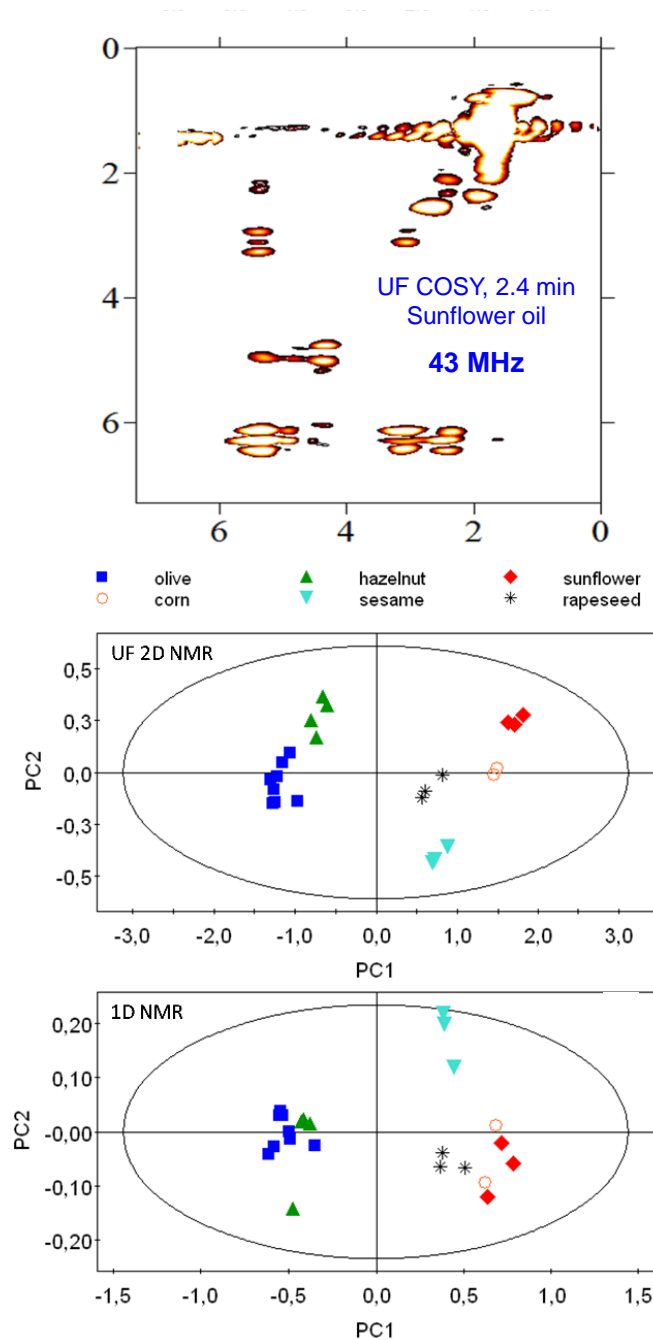 0
2
4
6
UF COSY, 2.4 min
Sunflower oil
43 MHz
6 4 2 0
olive hazelnut sunflower
corn sesame rapeseed
UF 2D NMR
0,5
0,3
0,0
-0,3
-0,5
PC2
-3,0 -2,0 -1,0 0,0 1,0 2,0 3,0
PC1
1D NMR
0,20
0,10
-0,00
-0,10
-0,20
PC2
-1,5 -1,0 -0,5 0,0 0,5 1,0 1,5
PC1